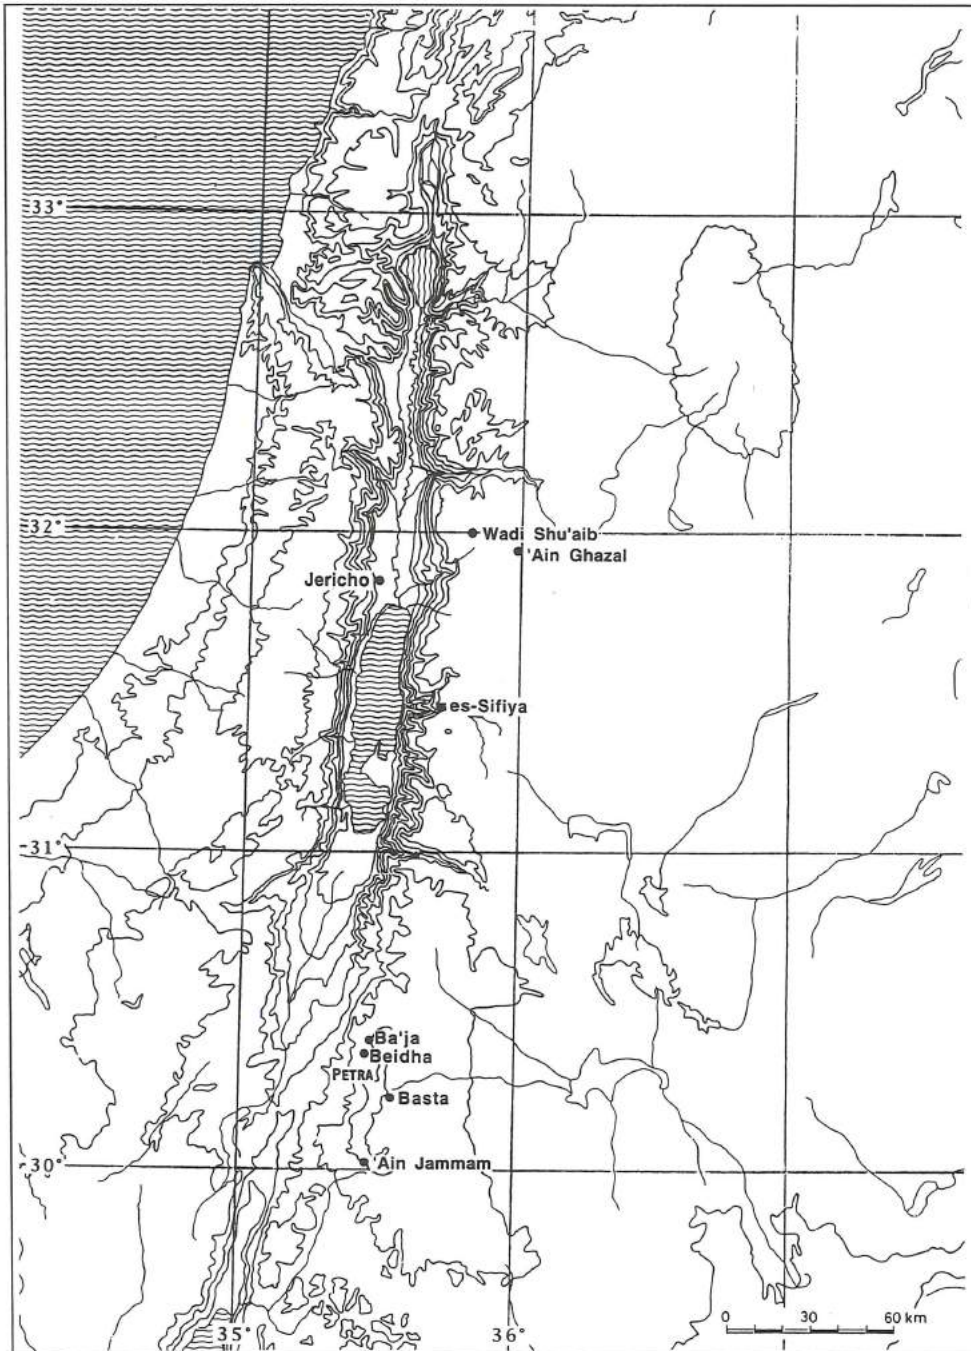 33°
32°
Wadi Shu'aib
'Ain Ghazal
Jericho
es-Sifiya
31°
Ba'ja
Beidha
PETRA
Basta
30°
'Ain Jammam
35°
36°
0 30 60 km